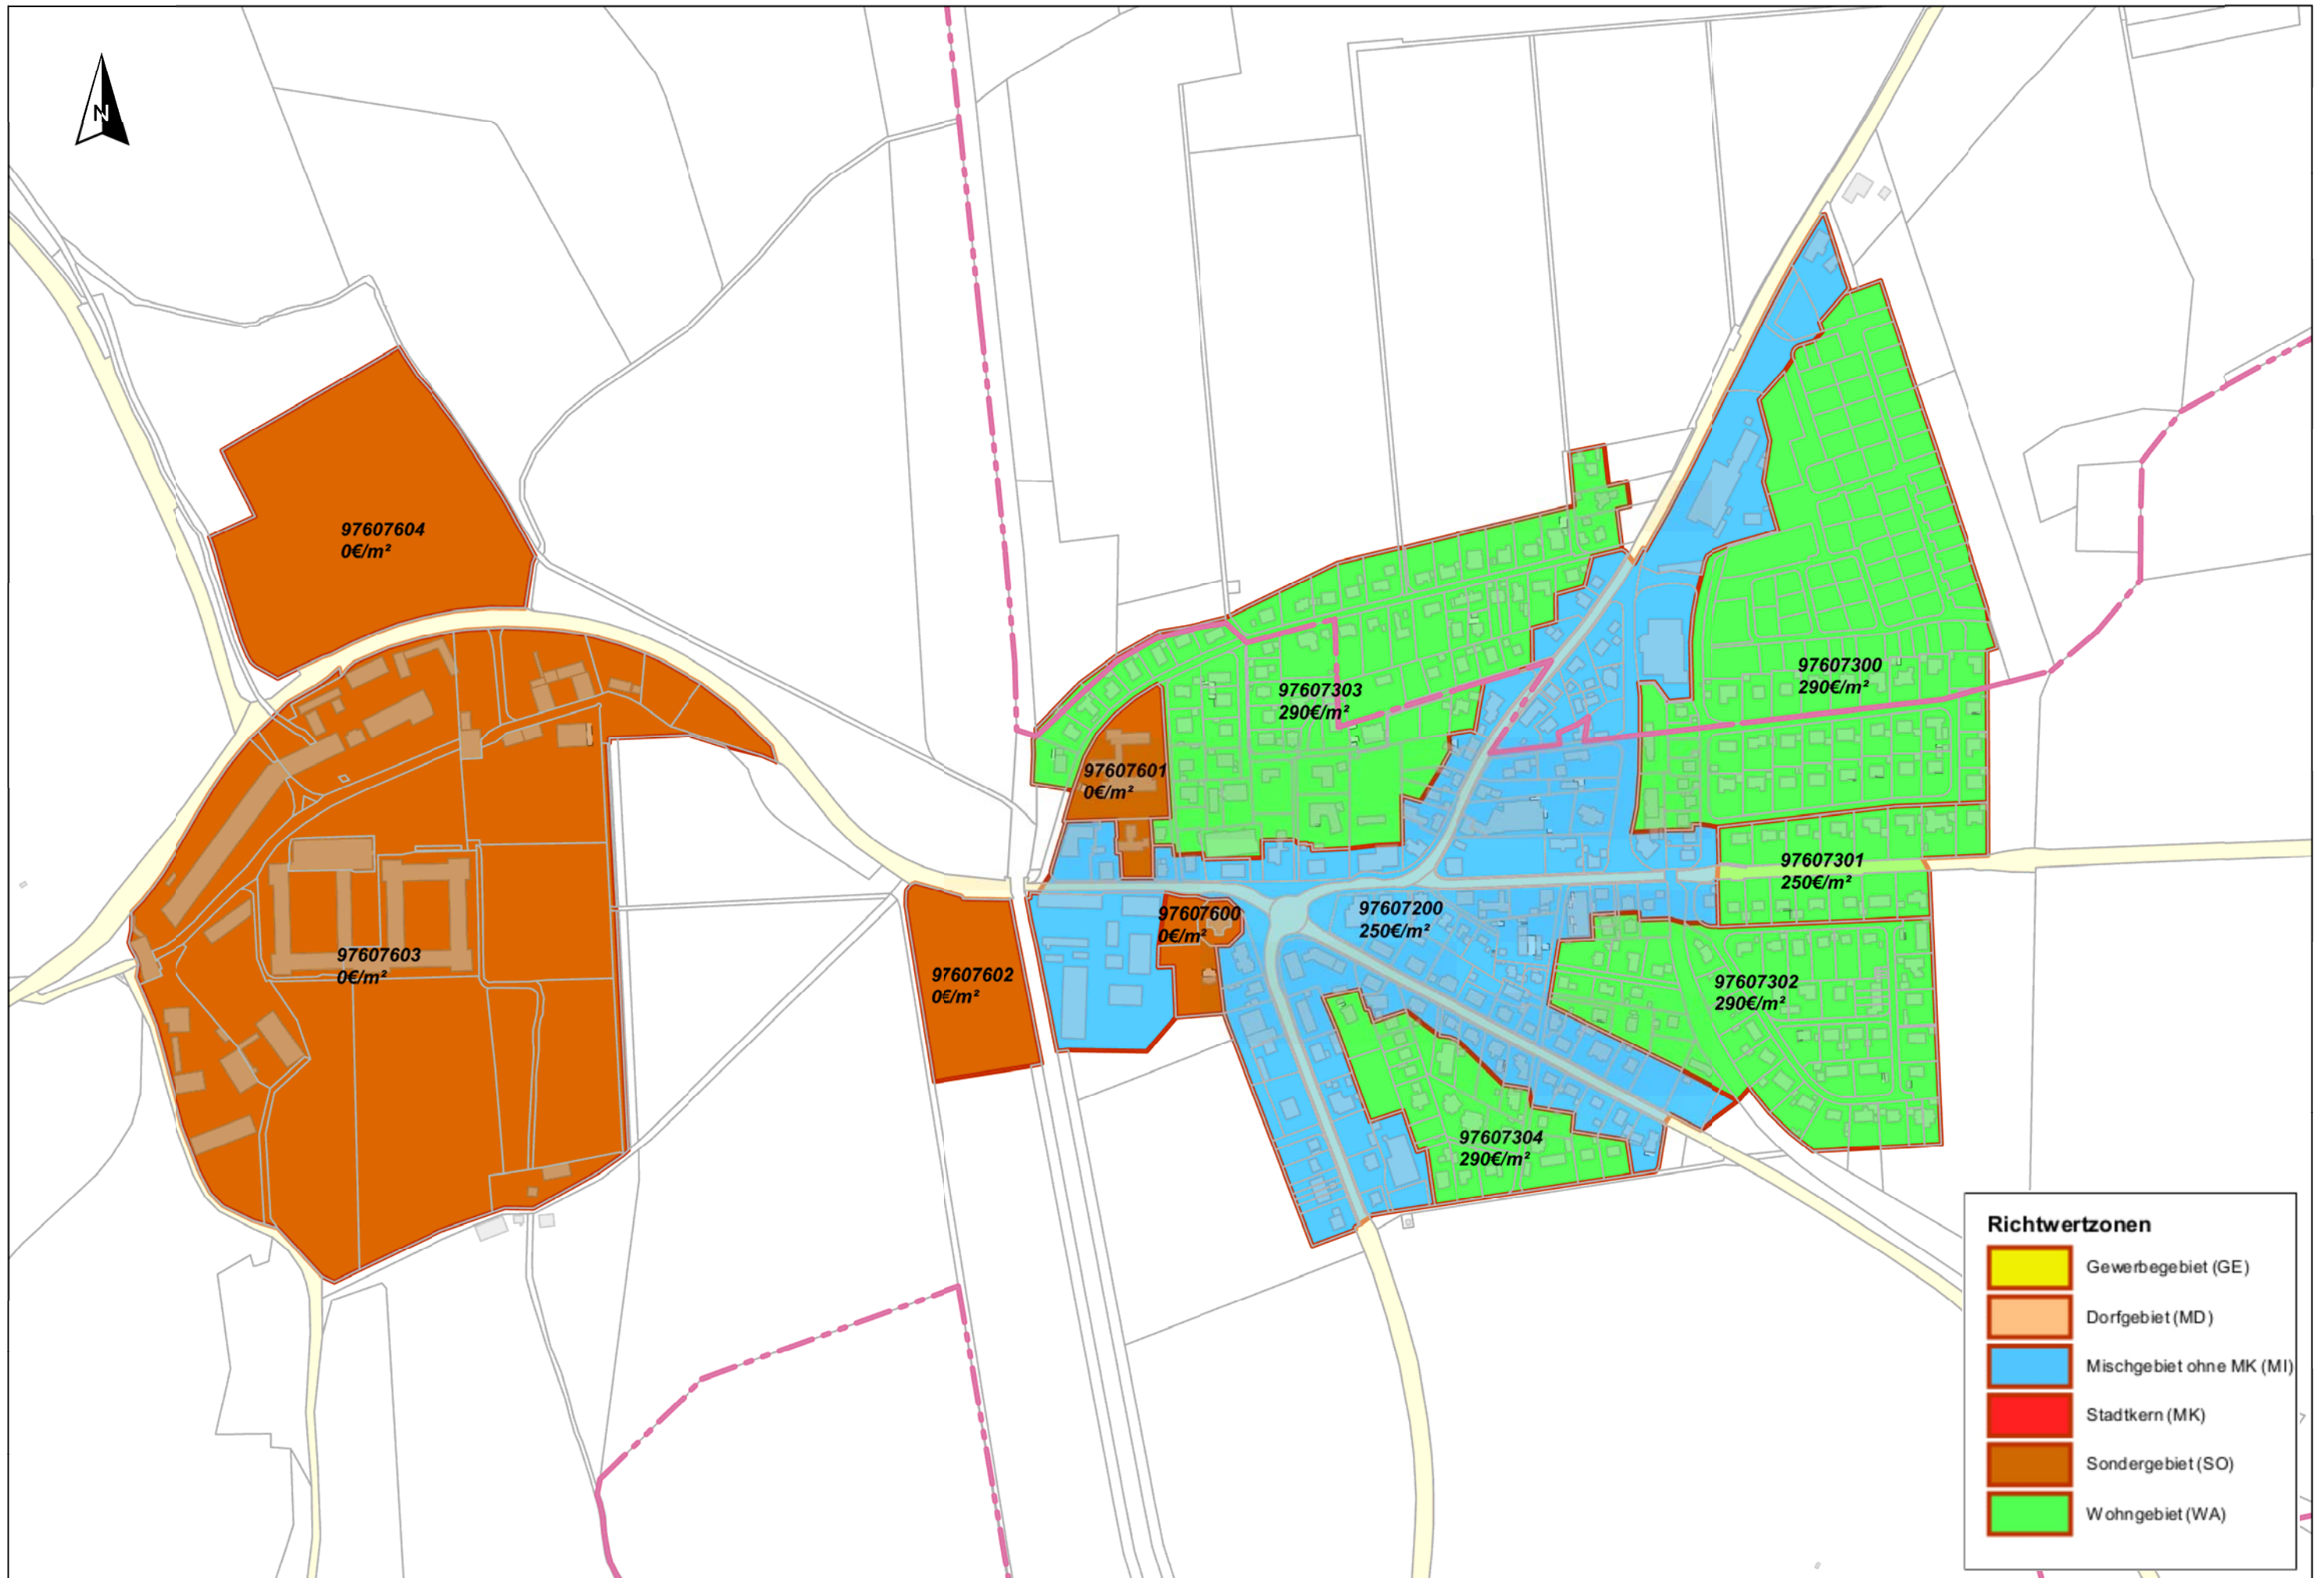 N
97607604
0€/m²
97607300
290€/m²
97607303
290€/m²
97607601
0€/m²
97607301
250€/m²
97607600
0€/m²
97607200
250€/m²
97607603
0€/m²
97607602
0€/m²
97607302
290€/m²
97607304
290€/m²
Richtwertzonen
Gewerbegebiet (GE)
Dorfgebiet (MD)
Mischgebiet ohne MK (MI)
Stadtkern (MK)
Sondergebiet (SO)
Wohngebiet (WA)